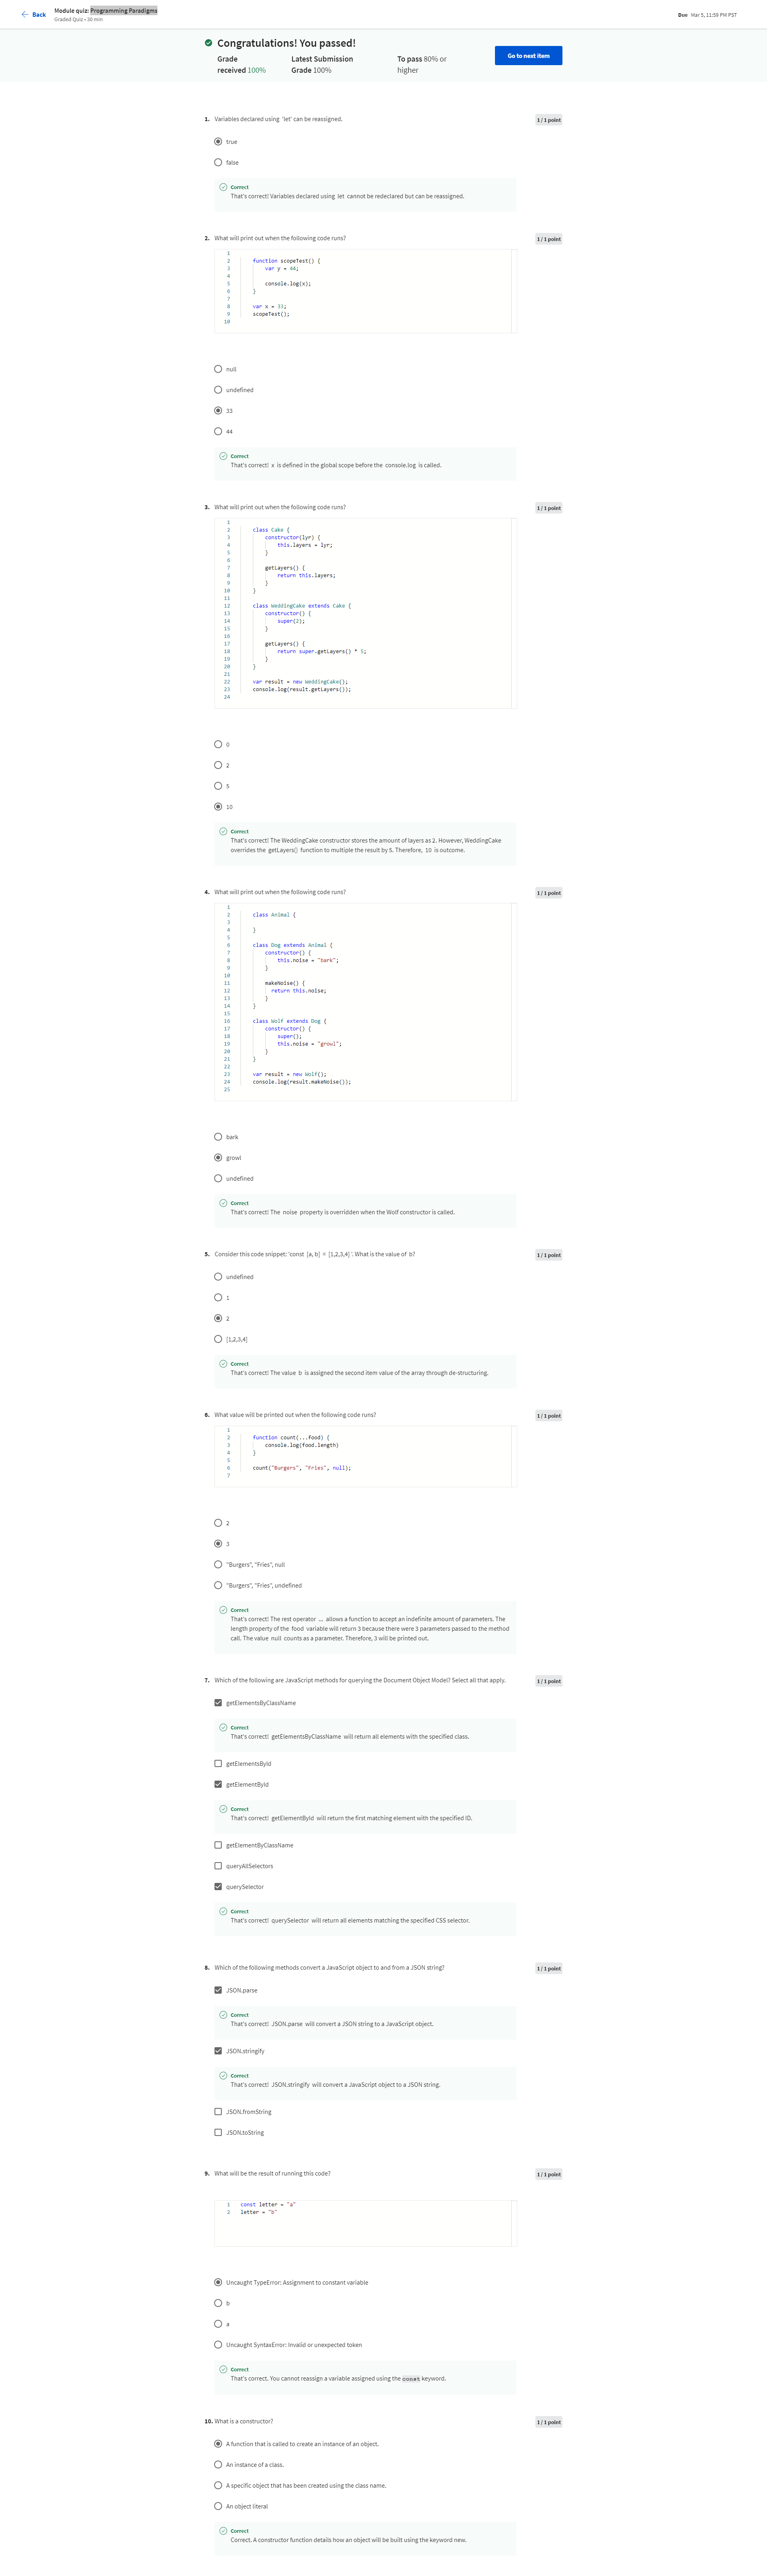 Back
Module quiz: Programming Paradigms
Graded Quiz • 30 min
Due Mar 5, 11:59 PM PST
Congratulations! You passed!
Grade received 100%
Latest Submission Grade 100%
To pass 80% or higher
Go to next item
1. Variables declared using 'let' can be reassigned.
1 / 1 point
true
false
Correct
That's correct! Variables declared using let cannot be redeclared but can be reassigned.
2. What will print out when the following code runs?
1 / 1 point
1
2 function scopeTest() {
3 var y = 44;
4
5 console.log(x);
6 }
7
8 var x = 33;
9 scopeTest();
10
null
undefined
33
44
Correct
That's correct! x is defined in the global scope before the console.log is called.
3. What will print out when the following code runs?
1 / 1 point
1
2 class Cake {
3 constructor(lyr) {
4 this.layers = lyr;
5 }
6
7 getLayers() {
8 return this.layers;
9 }
10 }
11
12 class WeddingCake extends Cake {
13 constructor() {
14 super(2);
15 }
16
17 getLayers() {
18 return super.getLayers() * 5;
19 }
20 }
21
22 var result = new WeddingCake();
23 console.log(result.getLayers());
24
0
2
5
10
Correct
That's correct! The WeddingCake constructor stores the amount of layers as 2. However, WeddingCake
overrides the getLayers() function to multiple the result by 5. Therefore, 10 is outcome.
4. What will print out when the following code runs?
1 / 1 point
1
2 class Animal {
3
4 }
5
6 class Dog extends Animal {
7 constructor() {
8 this.noise = "bark";
9 }
10
11 makeNoise() {
12 return this.noise;
13 }
14 }
15
16 class Wolf extends Dog {
17 constructor() {
18 super();
19 this.noise = "growl";
20 }
21 }
22
23 var result = new Wolf();
24 console.log(result.makeNoise());
25
bark
growl
undefined
Correct
That's correct! The noise property is overridden when the Wolf constructor is called.
5. Consider this code snippet: 'const [a, b] = [1,2,3,4] '. What is the value of b?
1 / 1 point
undefined
1
2
[1,2,3,4]
Correct
That's correct! The value b is assigned the second item value of the array through de-structuring.
6. What value will be printed out when the following code runs?
1 / 1 point
1
2 function count(...food) {
3 console.log(food.length)
4 }
5
6 count("Burgers", "Fries", null);
7
2
3
"Burgers", "Fries", null
"Burgers", "Fries", undefined
Correct
That's correct! The rest operator ... allows a function to accept an indefinite amount of parameters. The
length property of the food variable will return 3 because there were 3 parameters passed to the method
call. The value null counts as a parameter. Therefore, 3 will be printed out.
7. Which of the following are JavaScript methods for querying the Document Object Model? Select all that apply.
1 / 1 point
getElementsByClassName
Correct
That's correct! getElementsByClassName will return all elements with the specified class.
getElementsById
getElementById
Correct
That's correct! getElementById will return the first matching element with the specified ID.
getElementByClassName
queryAllSelectors
querySelector
Correct
That's correct! querySelector will return all elements matching the specified CSS selector.
8. Which of the following methods convert a JavaScript object to and from a JSON string?
1 / 1 point
JSON.parse
Correct
That's correct! JSON.parse will convert a JSON string to a JavaScript object.
JSON.stringify
Correct
That's correct! JSON.stringify will convert a JavaScript object to a JSON string.
JSON.fromString
JSON.toString
9. What will be the result of running this code?
1 / 1 point
1 const letter = "a"
2 letter = "b"
Uncaught TypeError: Assignment to constant variable
b
a
Uncaught SyntaxError: Invalid or unexpected token
Correct
That's correct. You cannot reassign a variable assigned using the const keyword.
10. What is a constructor?
1 / 1 point
A function that is called to create an instance of an object.
An instance of a class.
A specific object that has been created using the class name.
An object literal
Correct
Correct. A constructor function details how an object will be built using the keyword new.